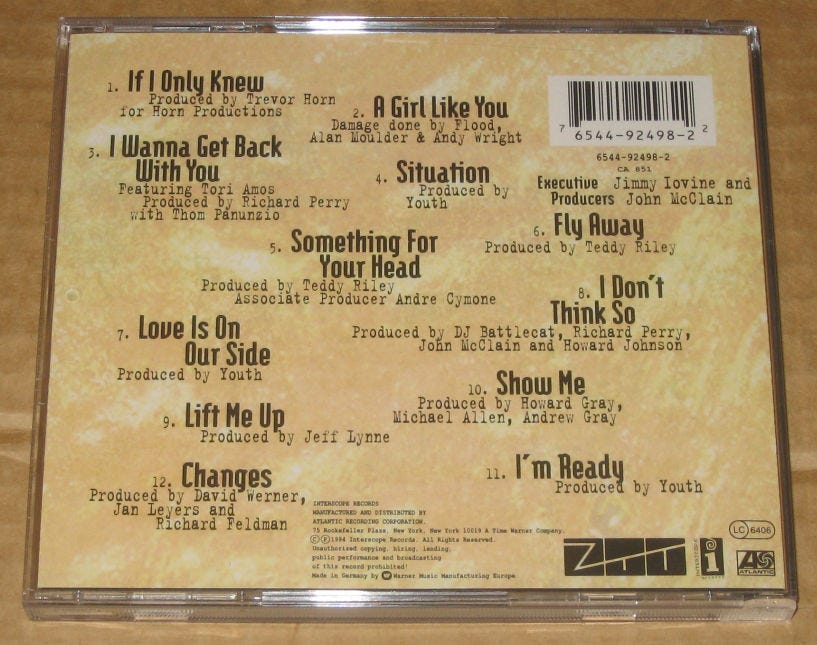 1. If I Only Knew
Produced by Trevor Horn
for Horn Productions
2. A Girl Like You
Damage done by Flood,
Alan Moulder & Andy Wright
3. I Wanna Get Back
With You
Featuring Tori Amos
Produced by Richard Perry
with Thom Panunzio
4. Situation
Produced by
Youth
7 6544-92498-2 2
6544-92498-2
CA 851
Executive Jimmy Iovine and
Producers John McClain
5. Something For
Your Head
Produced by Teddy Riley
Associate Producer Andre Cymone
6. Fly Away
Produced by Teddy Riley
7. Love Is On
Our Side
Produced by Youth
8. I Don't
Think So
Produced by DJ Battlecat, Richard Perry,
John McClain and Howard Johnson
9. Lift Me Up
Produced by Jeff Lynne
10. Show Me
Produced by Howard Gray,
Michael Allen, Andrew Gray
12. Changes
Produced by David Werner,
Jan Leyers and
Richard Feldman
11. I'm Ready
Produced by Youth
INTERSCOPE RECORDS
MANUFACTURED AND DISTRIBUTED BY
ATLANTIC RECORDING CORPORATION.
75 Rockefeller Plaza, New York, New York 10019 A Time Warner Company.
©℗1994 Interscope Records. All Rights Reserved.
Unauthorized copying, hiring, lending,
public performance and broadcasting
of this record prohibited!
Made in Germany by Warner Music Manufacturing Europe
ZTT
INTERSCOPE
RECORDS
i
LC 6406
ATLANTIC